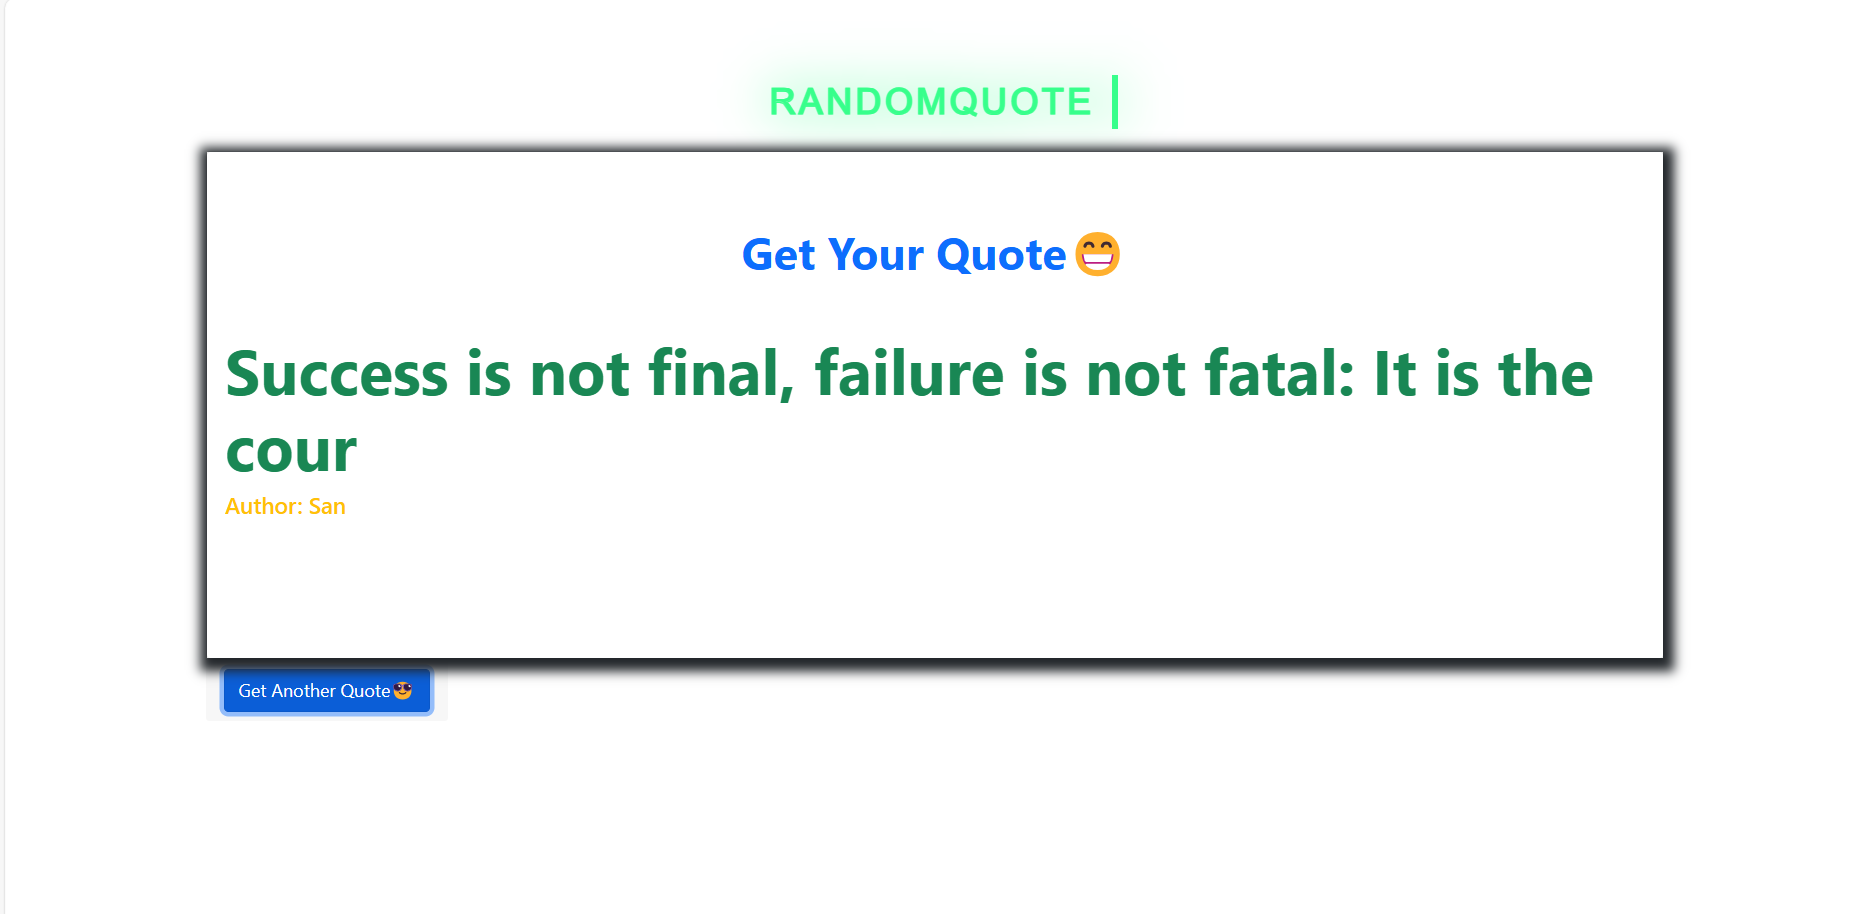 RANDOMQUOTE
Get Your Quote😁
Success is not final, failure is not fatal: It is the
cour
Author: San
Get Another Quote😎